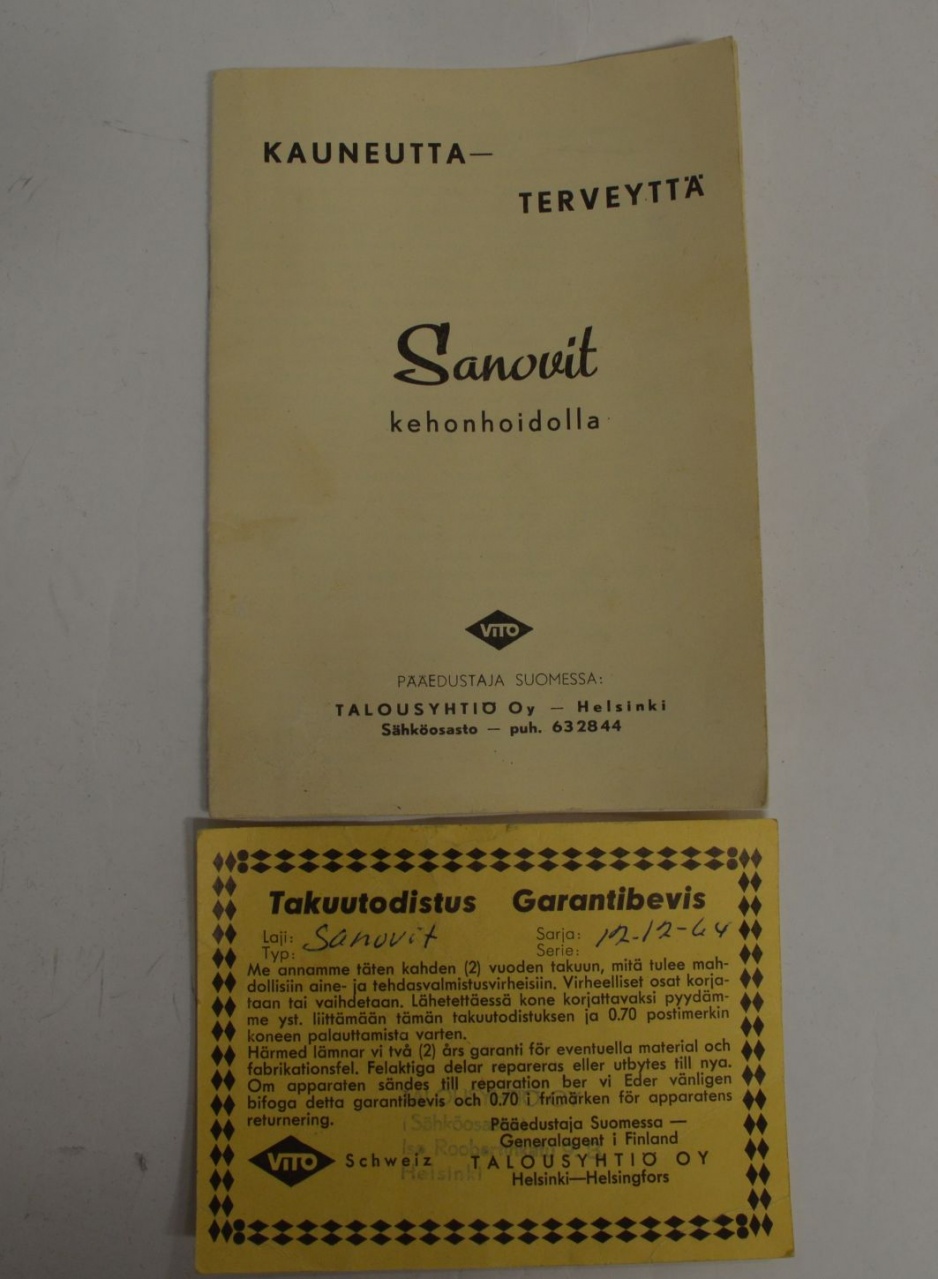 KAUNEUTTA—
TERVEYTTÄ
Sanovit
kehonhoidolla
VITO
PÄÄEDUSTAJA SUOMESSA:
TALOUSYHTIÖ Oy — Helsinki
Sähköosasto — puh. 632844
Takuutodistus Garantibevis
Laji: Sanovit Sarja: 12-12-64
Typ: Serie:
Me annamme täten kahden (2) vuoden takuun, mitä tulee mah-
dollisiin aine- ja tehdasvalmistusvirheisiin. Virheelliset osat korja-
taan tai vaihdetaan. Lähetettäessä kone korjattavaksi pyydäm-
me yst. liittämään tämän takuutodistuksen ja 0.70 postimerkin
koneen palauttamista varten.
Härmed lämnar vi två (2) års garanti för eventuella material och
fabrikationsfel. Felaktiga delar repareras eller utbytes till nya.
Om apparaten sändes till reparation ber vi Eder vänligen
bifoga detta garantibevis och 0.70 i frimärken för apparatens
returnering.
Pääedustaja Suomessa —
Generalagent i Finland
VITO Schweiz TALOUSYHTIÖ OY
Helsinki—Helsingfors
Helsinki